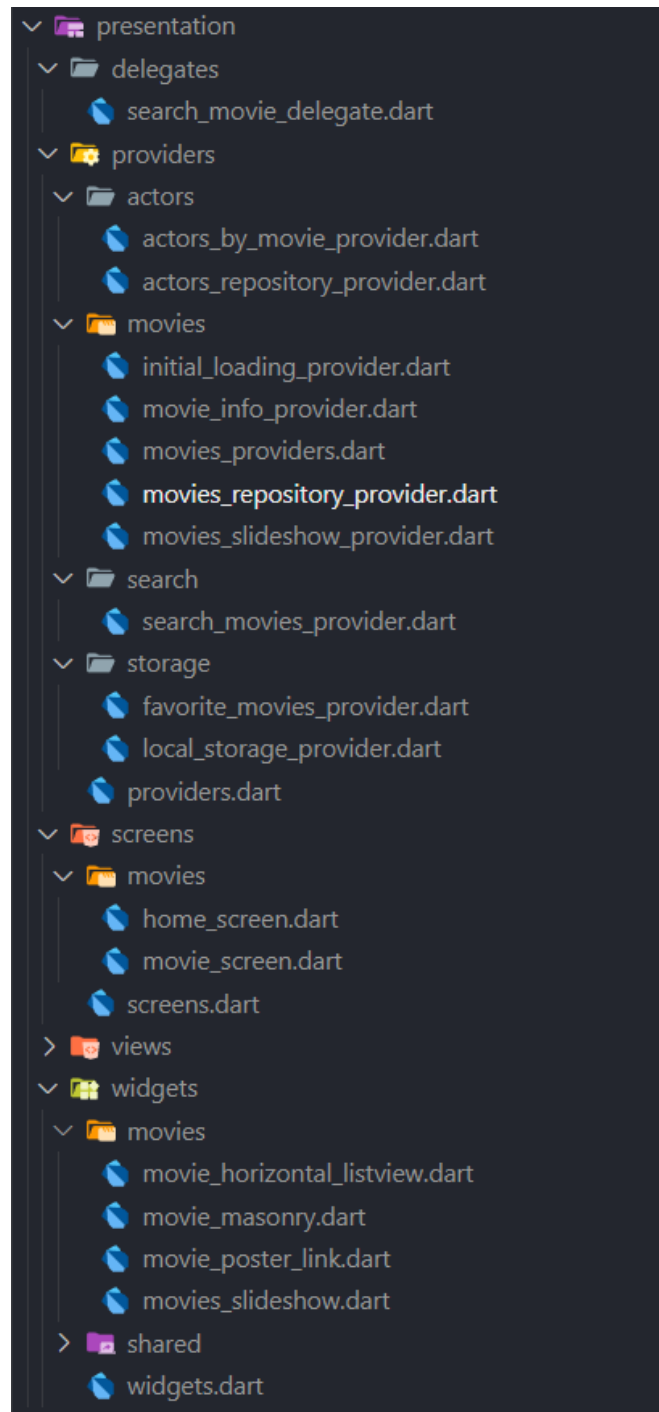 presentation
delegates
search_movie_delegate.dart
providers
actors
actors_by_movie_provider.dart
actors_repository_provider.dart
movies
initial_loading_provider.dart
movie_info_provider.dart
movies_providers.dart
movies_repository_provider.dart
movies_slideshow_provider.dart
search
search_movies_provider.dart
storage
favorite_movies_provider.dart
local_storage_provider.dart
providers.dart
screens
movies
home_screen.dart
movie_screen.dart
screens.dart
views
widgets
movies
movie_horizontal_listview.dart
movie_masonry.dart
movie_poster_link.dart
movies_slideshow.dart
shared
widgets.dart